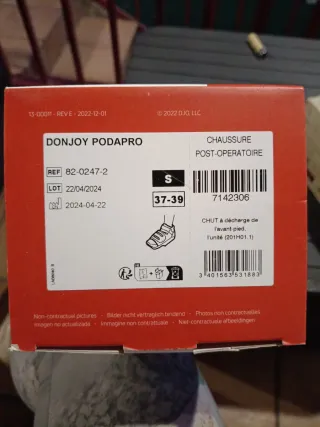 13-00011 · REV E · 2022-12-01
© 2022 DJO, LLC
DONJOY PODAPRO
CHAUSSURE
POST-OPERATOIRE
REF 82-0247-2
LOT 22/04/2024
2024-04-22
S
37-39
7142306
CHUT à décharge de
l'avant pied,
l'unité (201H01.1)
3 401563 531883
Non-contractual pictures · Bilder nicht vertraglich bindend · Photos non contractuelles
Imagen no actualizada · Immagine non contrattuale · Niet-contractuele afbeeldingen